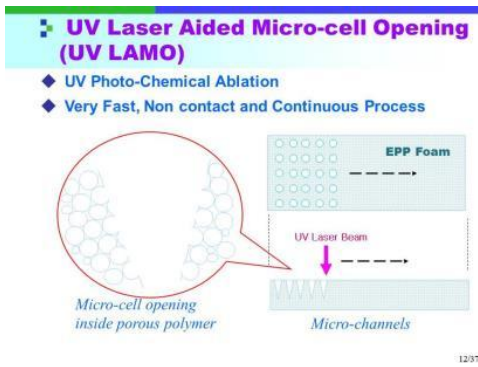 UV Laser Aided Micro-cell Opening
(UV LAMO)
UV Photo-Chemical Ablation
Very Fast, Non contact and Continuous Process
EPP Foam
UV Laser Beam
Micro-cell opening
inside porous polymer
Micro-channels
12/37